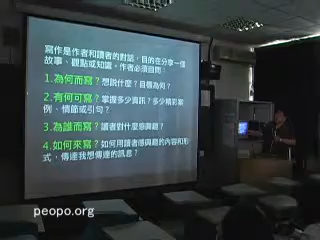 寫作是作者和讀者的對話，目的在分享一個
故事、觀點或知識。作者必須自問：
1.為何而寫？想說什麼？目標為何？
2.有何可寫？掌握多少資訊？多少精彩案
例、情節或引句？
3.為誰而寫？讀者對什麼感興趣？
4.如何來寫？如何用讀者感興趣的內容和形
式，傳達我想傳達的訊息？
peopo.org